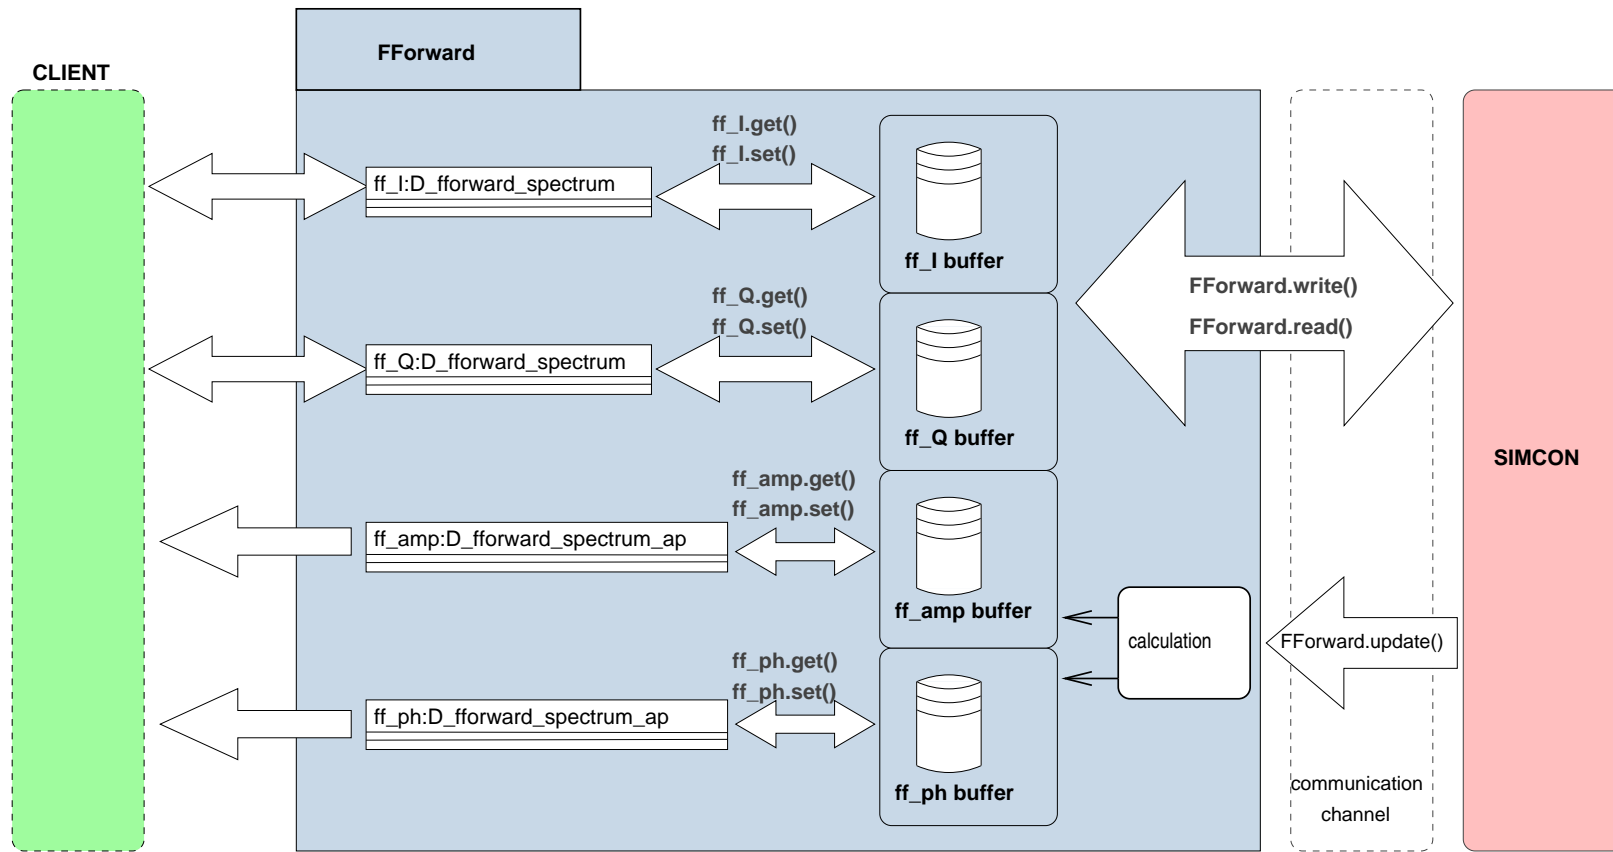 FForward
CLIENT
ff_I.get()
ff_I.set()
ff_I:D_fforward_spectrum
ff_I buffer
FForward.write()
FForward.read()
ff_Q.get()
ff_Q.set()
ff_Q:D_fforward_spectrum
ff_Q buffer
SIMCON
ff_amp.get()
ff_amp.set()
ff_amp:D_fforward_spectrum_ap
ff_amp buffer
calculation
FForward.update()
ff_ph.get()
ff_ph.set()
ff_ph:D_fforward_spectrum_ap
ff_ph buffer
communication
channel